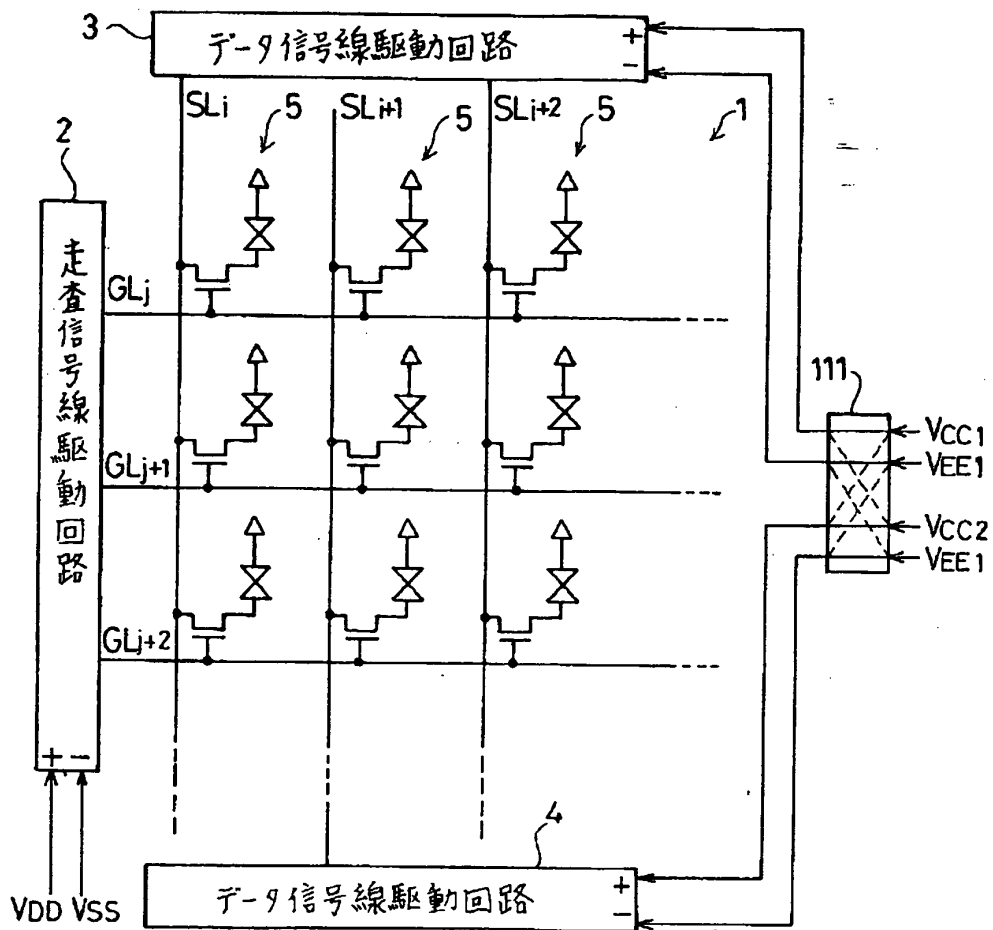 3
データ信号線駆動回路
+
−
SLi
SLi+1
SLi+2
5
5
5
1
2
走査信号線駆動回路
+ −
VDD VSS
GLj
GLj+1
GLj+2
111
VCC1
VEE1
VCC2
VEE1
4
データ信号線駆動回路
+
−